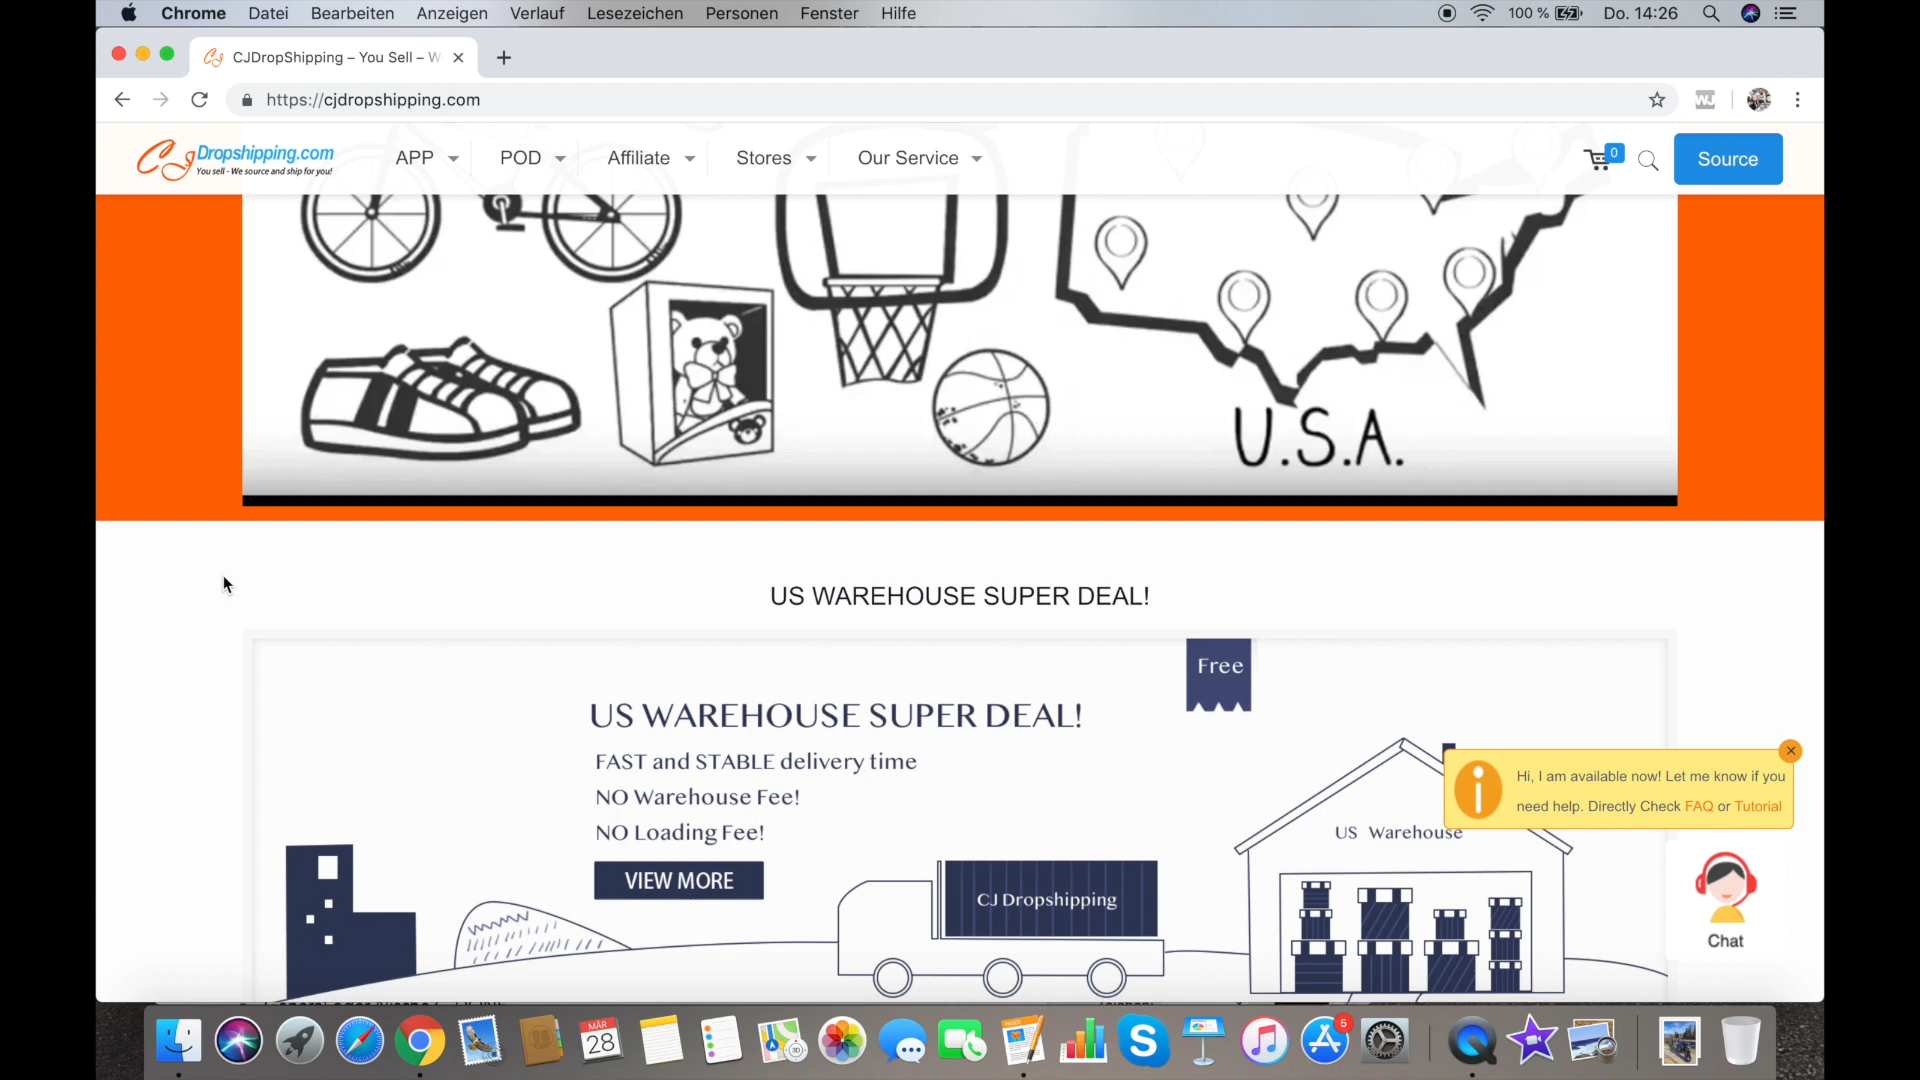 Chrome Datei Bearbeiten Anzeigen Verlauf Lesezeichen Personen Fenster Hilfe 100 % Do. 14:26
CJDropShipping – You Sell – W
https://cjdropshipping.com
CJ Dropshipping.com
You sell - We source and ship for you!
APP POD Affiliate Stores Our Service 0 Source
U.S.A.
US WAREHOUSE SUPER DEAL!
Free
US WAREHOUSE SUPER DEAL!
FAST and STABLE delivery time
NO Warehouse Fee!
NO Loading Fee!
VIEW MORE
CJ Dropshipping
Hi, I am available now! Let me know if you
need help. Directly Check FAQ or Tutorial
US Warehouse
Chat
MÄR
28
3D
5